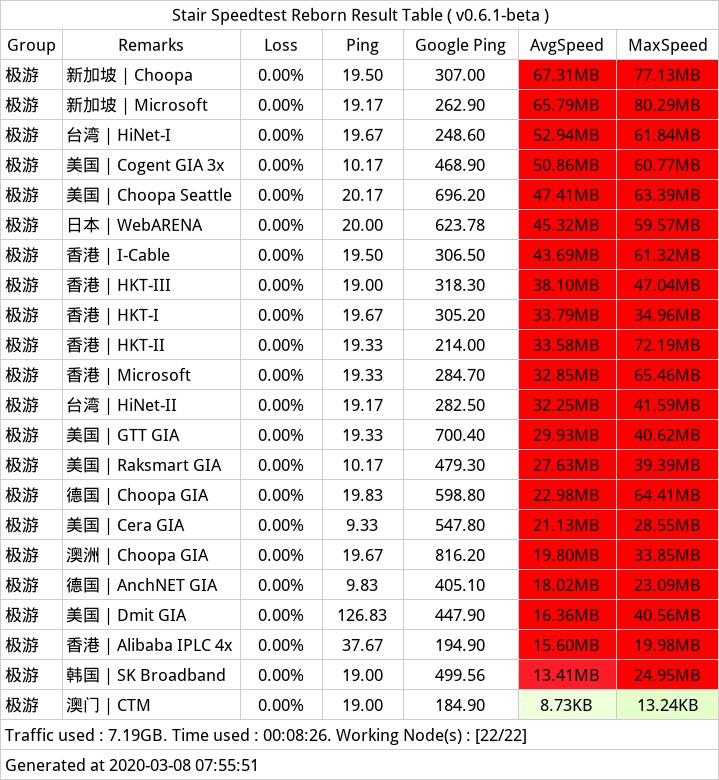 Stair Speedtest Reborn Result Table ( v0.6.1-beta )
Group Remarks Loss Ping Google Ping AvgSpeed MaxSpeed
极游 新加坡 | Choopa 0.00% 19.50 307.00 67.31MB 77.13MB
极游 新加坡 | Microsoft 0.00% 19.17 262.90 65.79MB 80.29MB
极游 台湾 | HiNet-I 0.00% 19.67 248.60 52.94MB 61.84MB
极游 美国 | Cogent GIA 3x 0.00% 10.17 468.90 50.86MB 60.77MB
极游 美国 | Choopa Seattle 0.00% 20.17 696.20 47.41MB 63.39MB
极游 日本 | WebARENA 0.00% 20.00 623.78 45.32MB 59.57MB
极游 香港 | I-Cable 0.00% 19.50 306.50 43.69MB 61.32MB
极游 香港 | HKT-III 0.00% 19.00 318.30 38.10MB 47.04MB
极游 香港 | HKT-I 0.00% 19.67 305.20 33.79MB 34.96MB
极游 香港 | HKT-II 0.00% 19.33 214.00 33.58MB 72.19MB
极游 香港 | Microsoft 0.00% 19.33 284.70 32.85MB 65.46MB
极游 台湾 | HiNet-II 0.00% 19.17 282.50 32.25MB 41.59MB
极游 美国 | GTT GIA 0.00% 19.33 700.40 29.93MB 40.62MB
极游 美国 | Raksmart GIA 0.00% 10.17 479.30 27.63MB 39.39MB
极游 德国 | Choopa GIA 0.00% 19.83 598.80 22.98MB 64.41MB
极游 美国 | Cera GIA 0.00% 9.33 547.80 21.13MB 28.55MB
极游 澳洲 | Choopa GIA 0.00% 19.67 816.20 19.80MB 33.85MB
极游 德国 | AnchNET GIA 0.00% 9.83 405.10 18.02MB 23.09MB
极游 美国 | Dmit GIA 0.00% 126.83 447.90 16.36MB 40.56MB
极游 香港 | Alibaba IPLC 4x 0.00% 37.67 194.90 15.60MB 19.98MB
极游 韩国 | SK Broadband 0.00% 19.00 499.56 13.41MB 24.95MB
极游 澳门 | CTM 0.00% 19.00 184.90 8.73KB 13.24KB
Traffic used : 7.19GB. Time used : 00:08:26. Working Node(s) : [22/22]
Generated at 2020-03-08 07:55:51